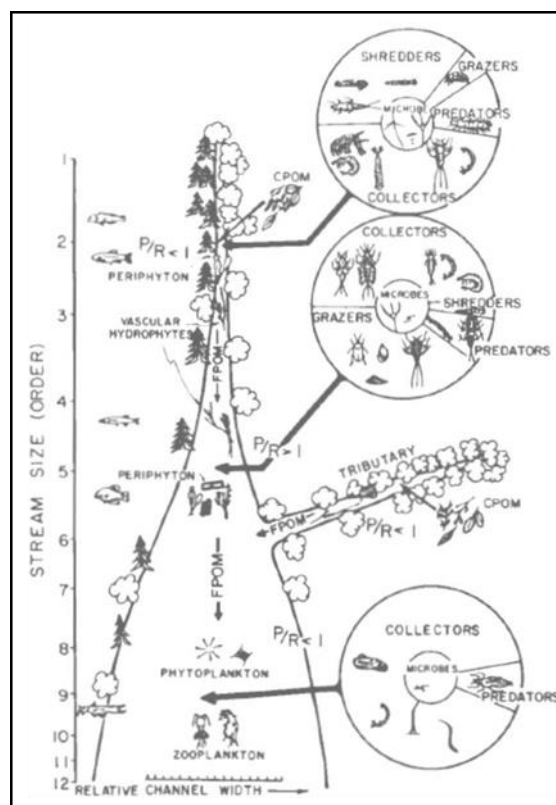 SHREDDERS
GRAZERS
MICROBES
PREDATORS
COLLECTORS
1
CPOM
2
P/R < 1
PERIPHYTON
COLLECTORS
MICROBES
SHREDDERS
GRAZERS
PREDATORS
3
VASCULAR
HYDROPHYTES
FPOM
4
P/R > 1
5
PERIPHYTON
TRIBUTARY
CPOM
FPOM
P/R < 1
6
FPOM
7
STREAM SIZE (ORDER)
P/R < 1
COLLECTORS
MICROBES
PREDATORS
8
PHYTOPLANKTON
9
10
ZOOPLANKTON
11
12
RELATIVE CHANNEL WIDTH